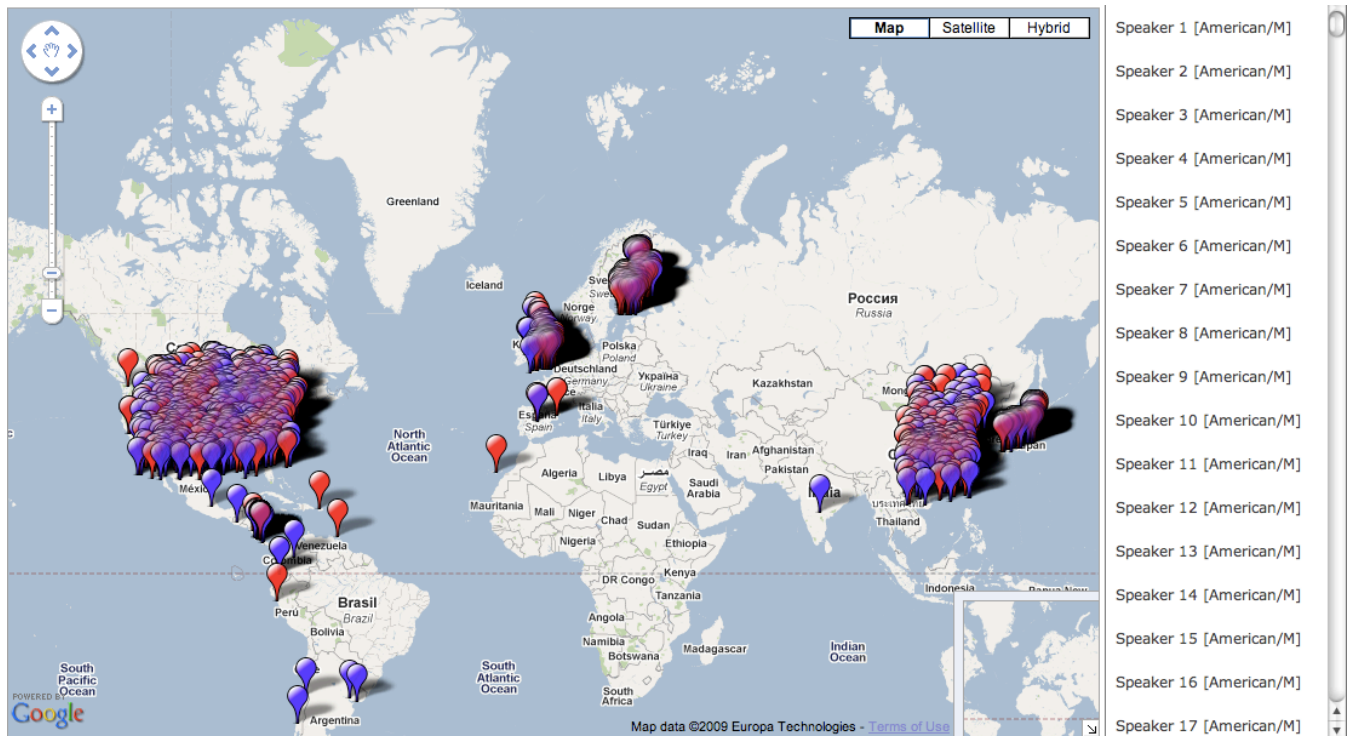 Map Satellite Hybrid
Greenland
Iceland
Norge
Norway
Россия
Russia
Polska
Poland
Deutschland
Germany
Україна
Ukraine
Kazakhstan
Italia
Italy
Spain
Türkiye
Turkey
North
Atlantic
Ocean
Iraq
Iran
Afghanistan
Pakistan
Algeria
Libya
مصر
Egypt
Saudi
Arabia
Mauritania
Mali
Niger
Chad
Sudan
Thailand
Nigeria
Ethiopia
Venezuela
Kenya
DR Congo
Tanzania
Indonesia
Papua New
Perú
Brasil
Brazil
Bolivia
Angola
Namibia
Botswana
Madagascar
Indian
Ocean
South
Pacific
Ocean
South
Atlantic
Ocean
South
Africa
Argentina
POWERED BY
Google
Map data ©2009 Europa Technologies - Terms of Use
Speaker 1 [American/M]
Speaker 2 [American/M]
Speaker 3 [American/M]
Speaker 4 [American/M]
Speaker 5 [American/M]
Speaker 6 [American/M]
Speaker 7 [American/M]
Speaker 8 [American/M]
Speaker 9 [American/M]
Speaker 10 [American/M]
Speaker 11 [American/M]
Speaker 12 [American/M]
Speaker 13 [American/M]
Speaker 14 [American/M]
Speaker 15 [American/M]
Speaker 16 [American/M]
Speaker 17 [American/M]